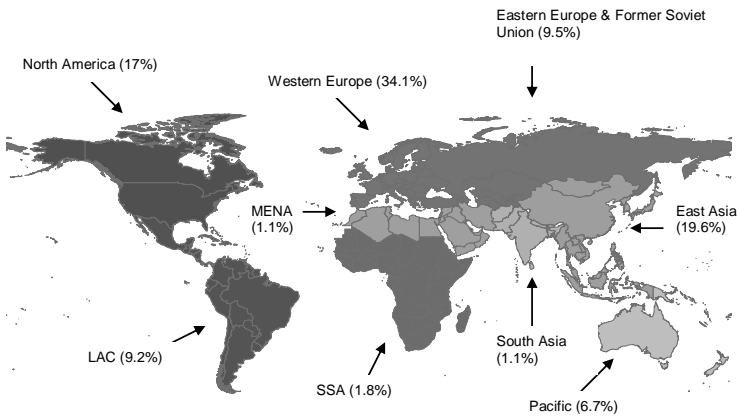 Eastern Europe & Former Soviet
Union (9.5%)
North America (17%)
Western Europe (34.1%)
MENA
(1.1%)
East Asia
(19.6%)
LAC (9.2%)
South Asia
(1.1%)
SSA (1.8%)
Pacific (6.7%)